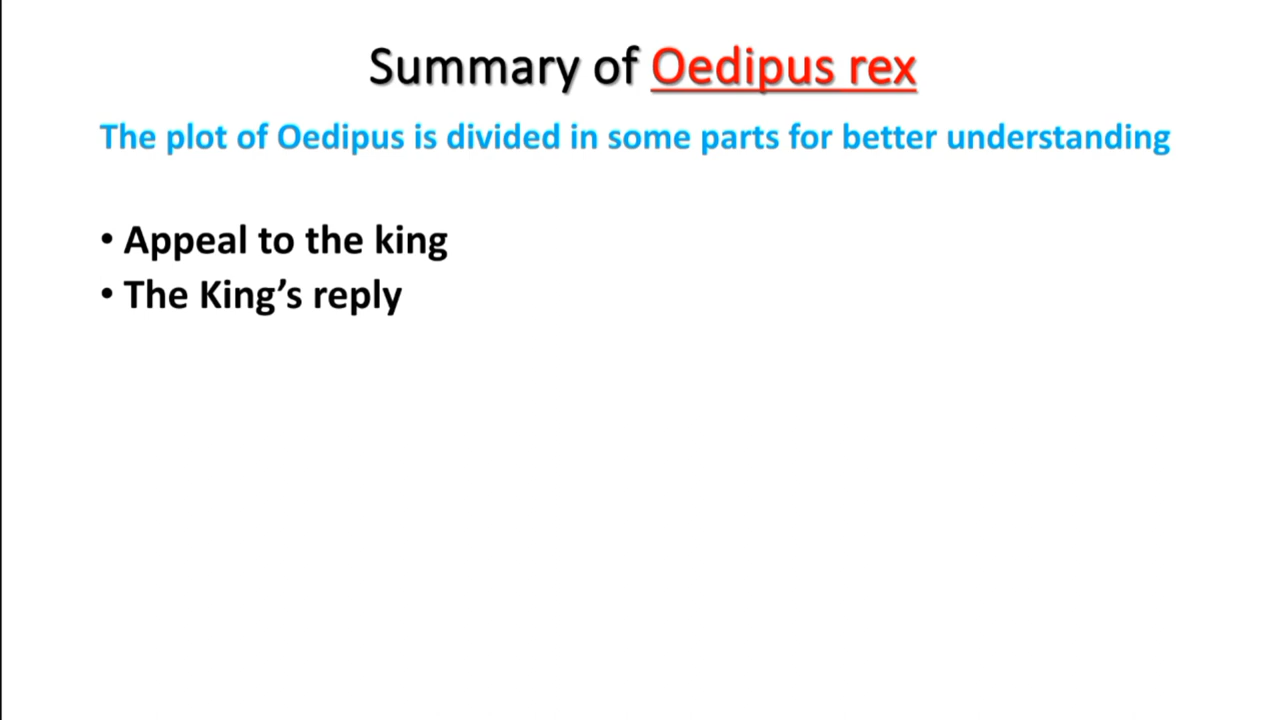 Summary of Oedipus rex
The plot of Oedipus is divided in some parts for better understanding
• Appeal to the king
• The King’s reply